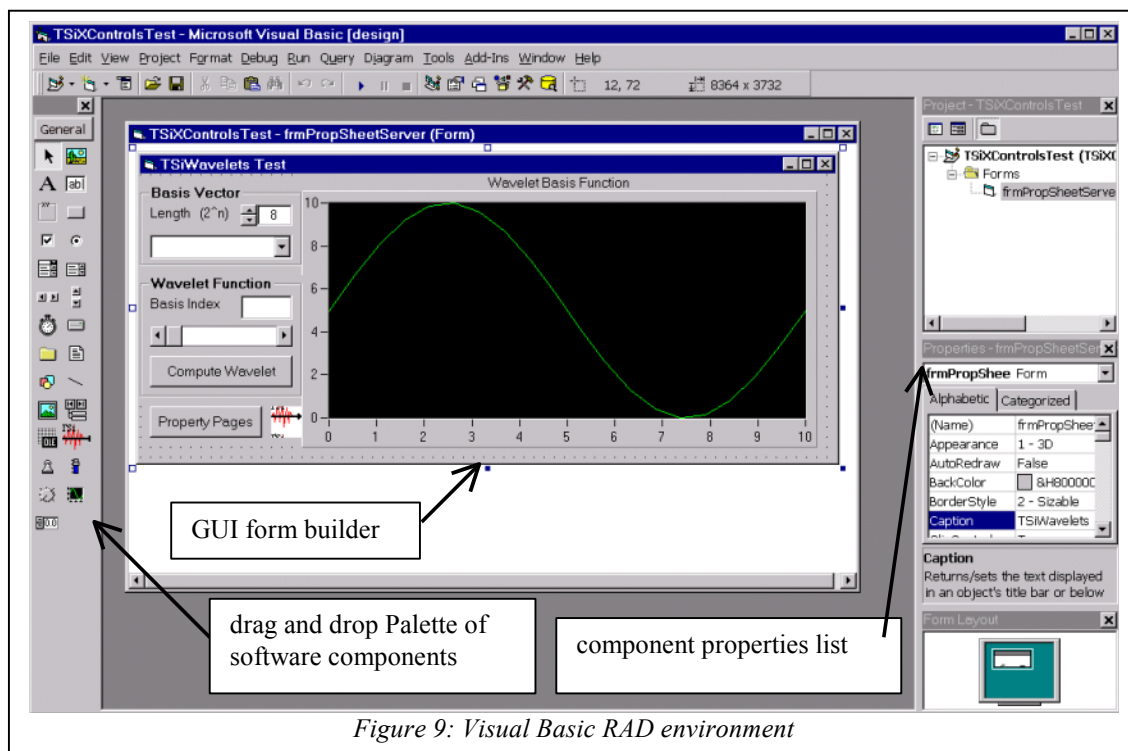 TSiXControlsTest - Microsoft Visual Basic [design]
File Edit View Project Format Debug Run Query Diagram Tools Add-Ins Window Help
12, 72 8364 x 3732
General
A ab|
OLE
TSiXControlsTest - frmPropSheetServer (Form)
TSiWavelets Test
Basis Vector
Length (2^n) 8
Wavelet Function
Basis Index
Compute Wavelet
Property Pages
Wavelet Basis Function
10
8
6
4
2
0
0 1 2 3 4 5 6 7 8 9 10
GUI form builder
drag and drop Palette of
software components
component properties list
Project - TSiXControlsTest
TSiXControlsTest (TSiX(
Forms
frmPropSheetServe
Properties - frmPropSheetSer
frmPropShee Form
Alphabetic Categorized
(Name) frmPropSheet
Appearance 1 - 3D
AutoRedraw False
BackColor &H800000
BorderStyle 2 - Sizable
Caption TSiWavelets
Caption
Returns/sets the text displayed
in an object's title bar or below
Form Layout
Figure 9: Visual Basic RAD environment